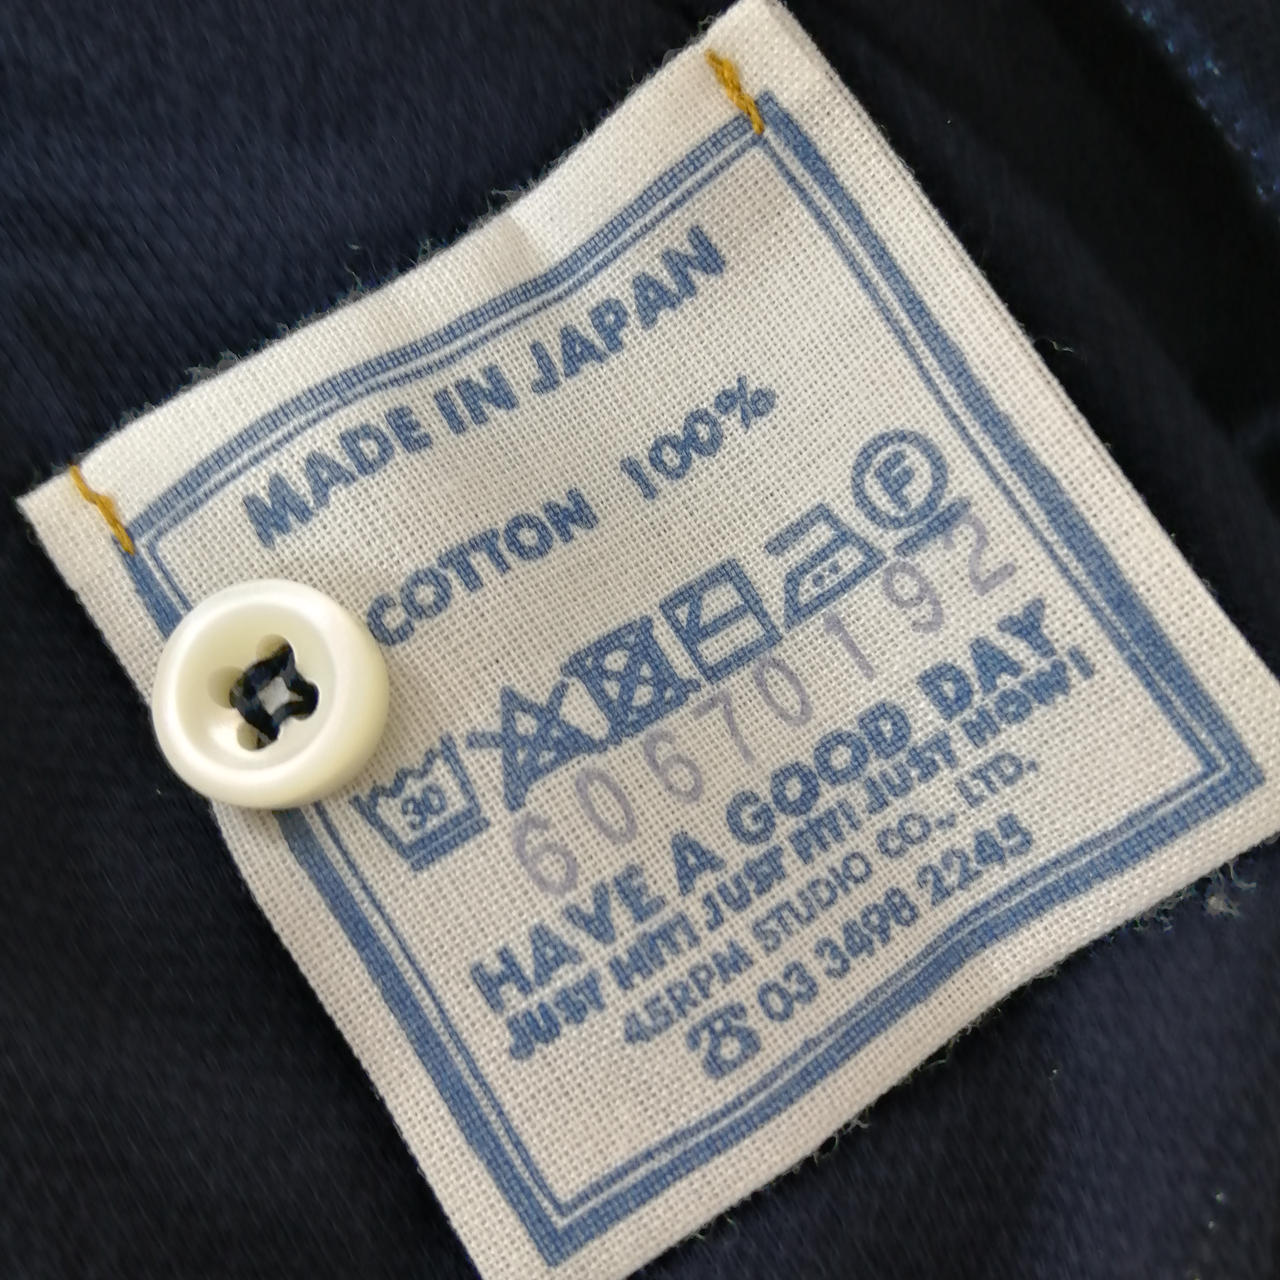 MADE IN JAPAN
COTTON 100%
30
F
60670192
HAVE A GOOD DAY
JUST HIT! JUST FIT! JUST NOW!
45RPM STUDIO CO., LTD.
03 3498 2245